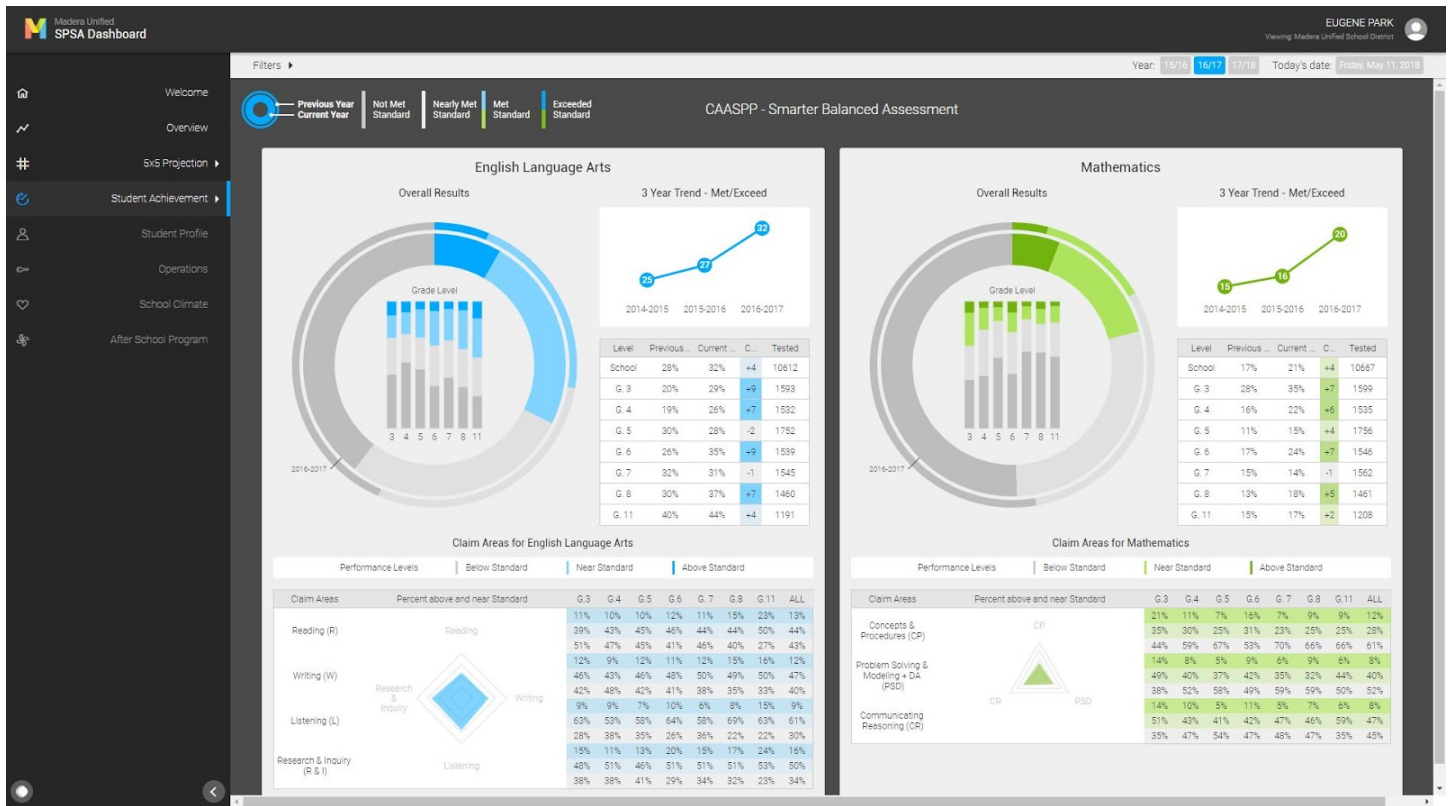 Madera Unified
SPSA Dashboard
EUGENE PARK
Viewing: Madera Unified School District
Filters
Year: 15/16 16/17 17/18 Today's date: Friday, May 11, 2018
Welcome
Overview
5x5 Projection
Student Achievement
Student Profile
Operations
School Climate
After School Program
Previous Year
Current Year
Not Met Standard
Nearly Met Standard
Met Standard
Exceeded Standard
CAASPP - Smarter Balanced Assessment
English Language Arts
Overall Results
3 Year Trend - Met/Exceed
Grade Level
3 4 5 6 7 8 11
2016-2017
25 27 32
2014-2015 2015-2016 2016-2017
Level Previous... Current ... C... Tested
School 28% 32% +4 10612
G. 3 20% 29% +9 1593
G. 4 19% 26% +7 1532
G. 5 30% 28% -2 1752
G. 6 26% 35% +9 1539
G. 7 32% 31% -1 1545
G. 8 30% 37% +7 1460
G. 11 40% 44% +4 1191
Claim Areas for English Language Arts
Performance Levels Below Standard Near Standard Above Standard
Claim Areas Percent above and near Standard G.3 G.4 G.5 G.6 G. 7 G.8 G.11 ALL
Reading (R)
11% 10% 10% 12% 11% 15% 23% 13%
39% 43% 45% 46% 44% 44% 50% 44%
51% 47% 45% 41% 46% 40% 27% 43%
Writing (W)
12% 9% 12% 11% 12% 15% 16% 12%
46% 43% 46% 48% 50% 49% 50% 47%
42% 48% 42% 41% 38% 35% 33% 40%
Listening (L)
9% 9% 7% 10% 6% 8% 15% 9%
63% 53% 58% 64% 58% 69% 63% 61%
28% 38% 35% 26% 36% 22% 22% 30%
Research & Inquiry
(R & I)
15% 11% 13% 20% 15% 17% 24% 16%
48% 51% 46% 51% 51% 51% 53% 50%
38% 38% 41% 29% 34% 32% 23% 34%
Reading
Research
&
Inquiry
Writing
Listening
Mathematics
Overall Results
3 Year Trend - Met/Exceed
Grade Level
3 4 5 6 7 8 11
2016-2017
15 16 20
2014-2015 2015-2016 2016-2017
Level Previous ... Current ... C... Tested
School 17% 21% +4 10667
G. 3 28% 35% +7 1599
G. 4 16% 22% +6 1535
G. 5 11% 15% +4 1756
G. 6 17% 24% +7 1546
G. 7 15% 14% -1 1562
G. 8 13% 18% +5 1461
G. 11 15% 17% +2 1208
Claim Areas for Mathematics
Performance Levels Below Standard Near Standard Above Standard
Claim Areas Percent above and near Standard G.3 G.4 G.5 G.6 G. 7 G.8 G.11 ALL
Concepts &
Procedures (CP)
21% 11% 7% 16% 7% 9% 9% 12%
35% 30% 25% 31% 23% 25% 25% 28%
44% 59% 67% 53% 70% 66% 66% 61%
Problem Solving &
Modeling + DA
(PSD)
14% 8% 5% 9% 6% 9% 6% 8%
49% 40% 37% 42% 35% 32% 44% 40%
38% 52% 58% 49% 59% 59% 50% 52%
Communicating
Reasoning (CR)
14% 10% 5% 11% 5% 7% 6% 8%
51% 43% 41% 42% 47% 46% 59% 47%
35% 47% 54% 47% 48% 47% 35% 45%
CP
CR
PSD